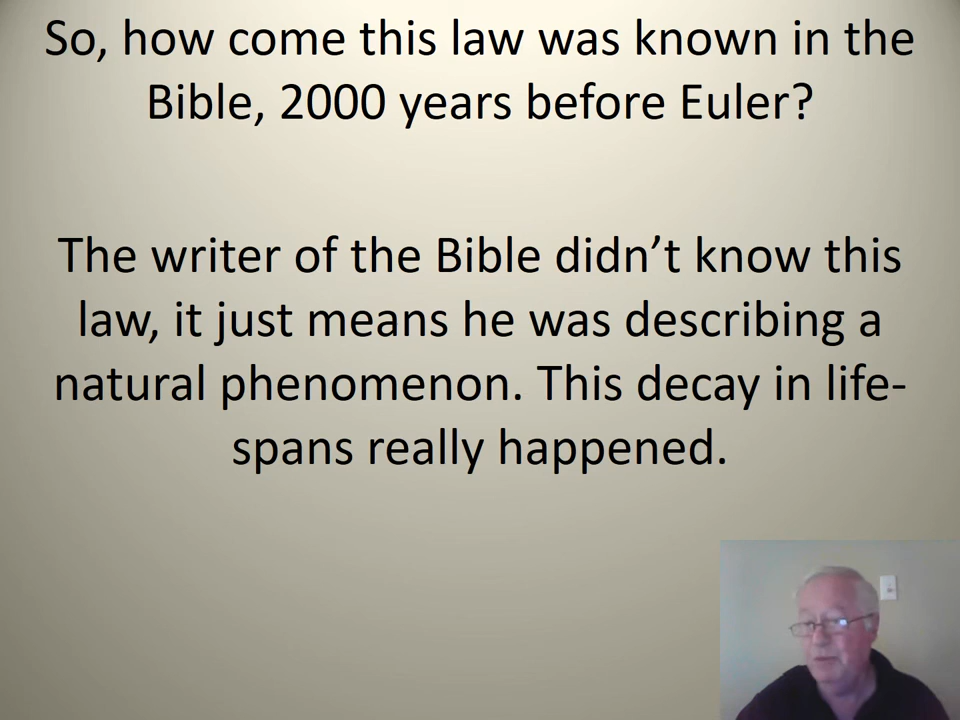 So, how come this law was known in the
Bible, 2000 years before Euler?
The writer of the Bible didn’t know this
law, it just means he was describing a
natural phenomenon. This decay in life-
spans really happened.